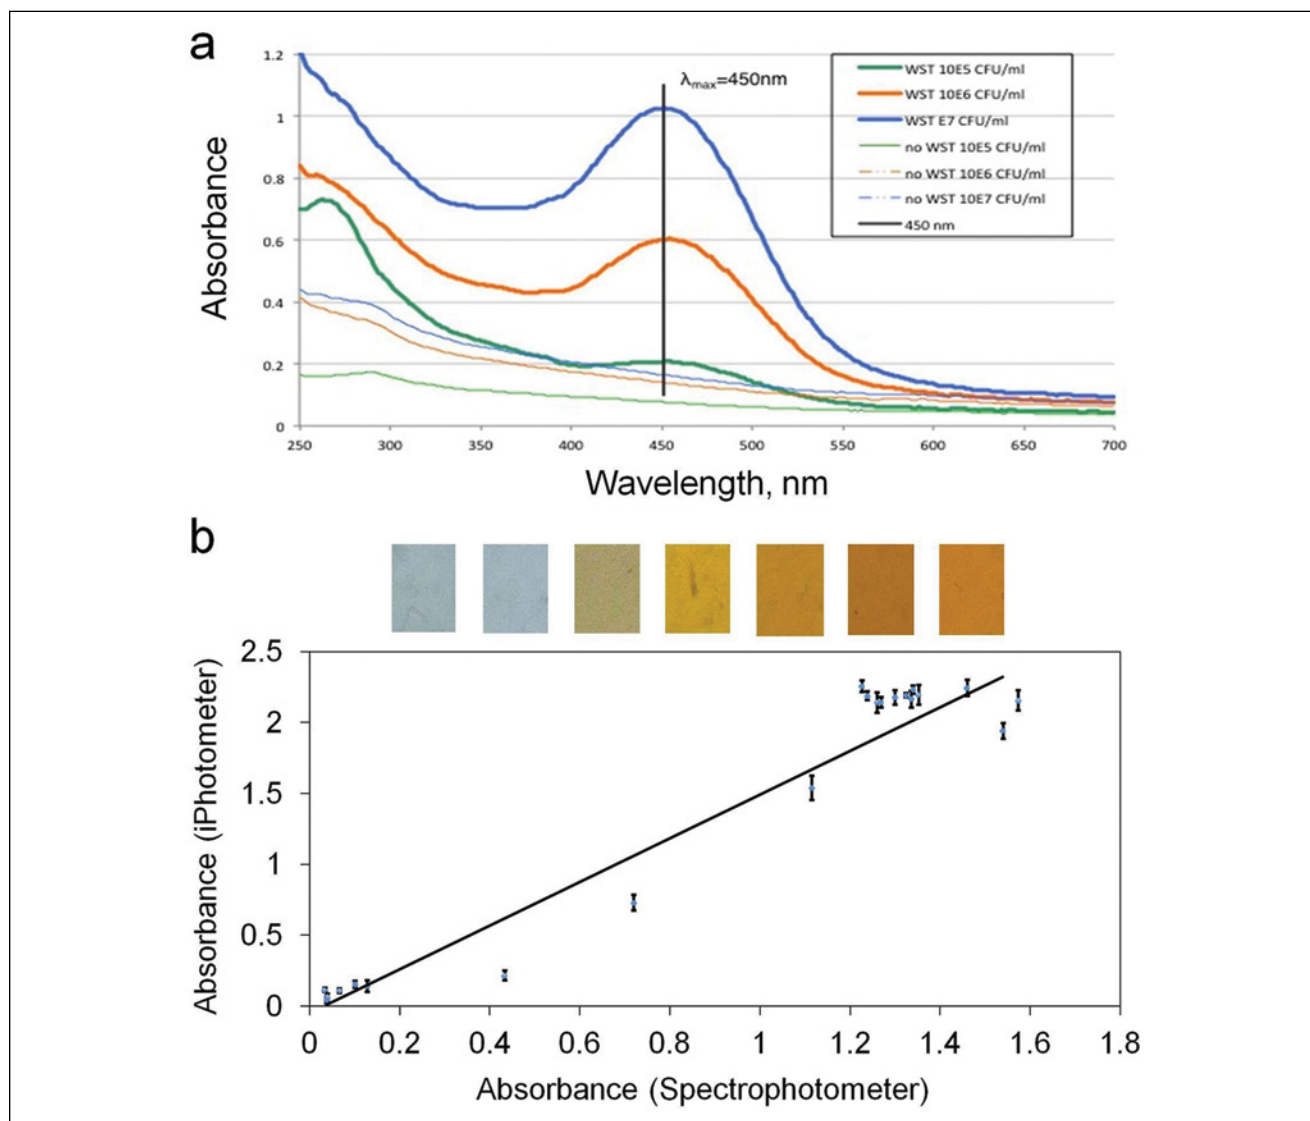 a
1.2
1
0.8
0.6
0.4
0.2
0
Absorbance
λmax=450nm
WST 10E5 CFU/ml
WST 10E6 CFU/ml
WST E7 CFU/ml
no WST 10E5 CFU/ml
no WST 10E6 CFU/ml
no WST 10E7 CFU/ml
450 nm
250 300 350 400 450 500 550 600 650 700
Wavelength, nm
b
2.5
2
1.5
1
0.5
0
Absorbance (iPhotometer)
0 0.2 0.4 0.6 0.8 1 1.2 1.4 1.6 1.8
Absorbance (Spectrophotometer)